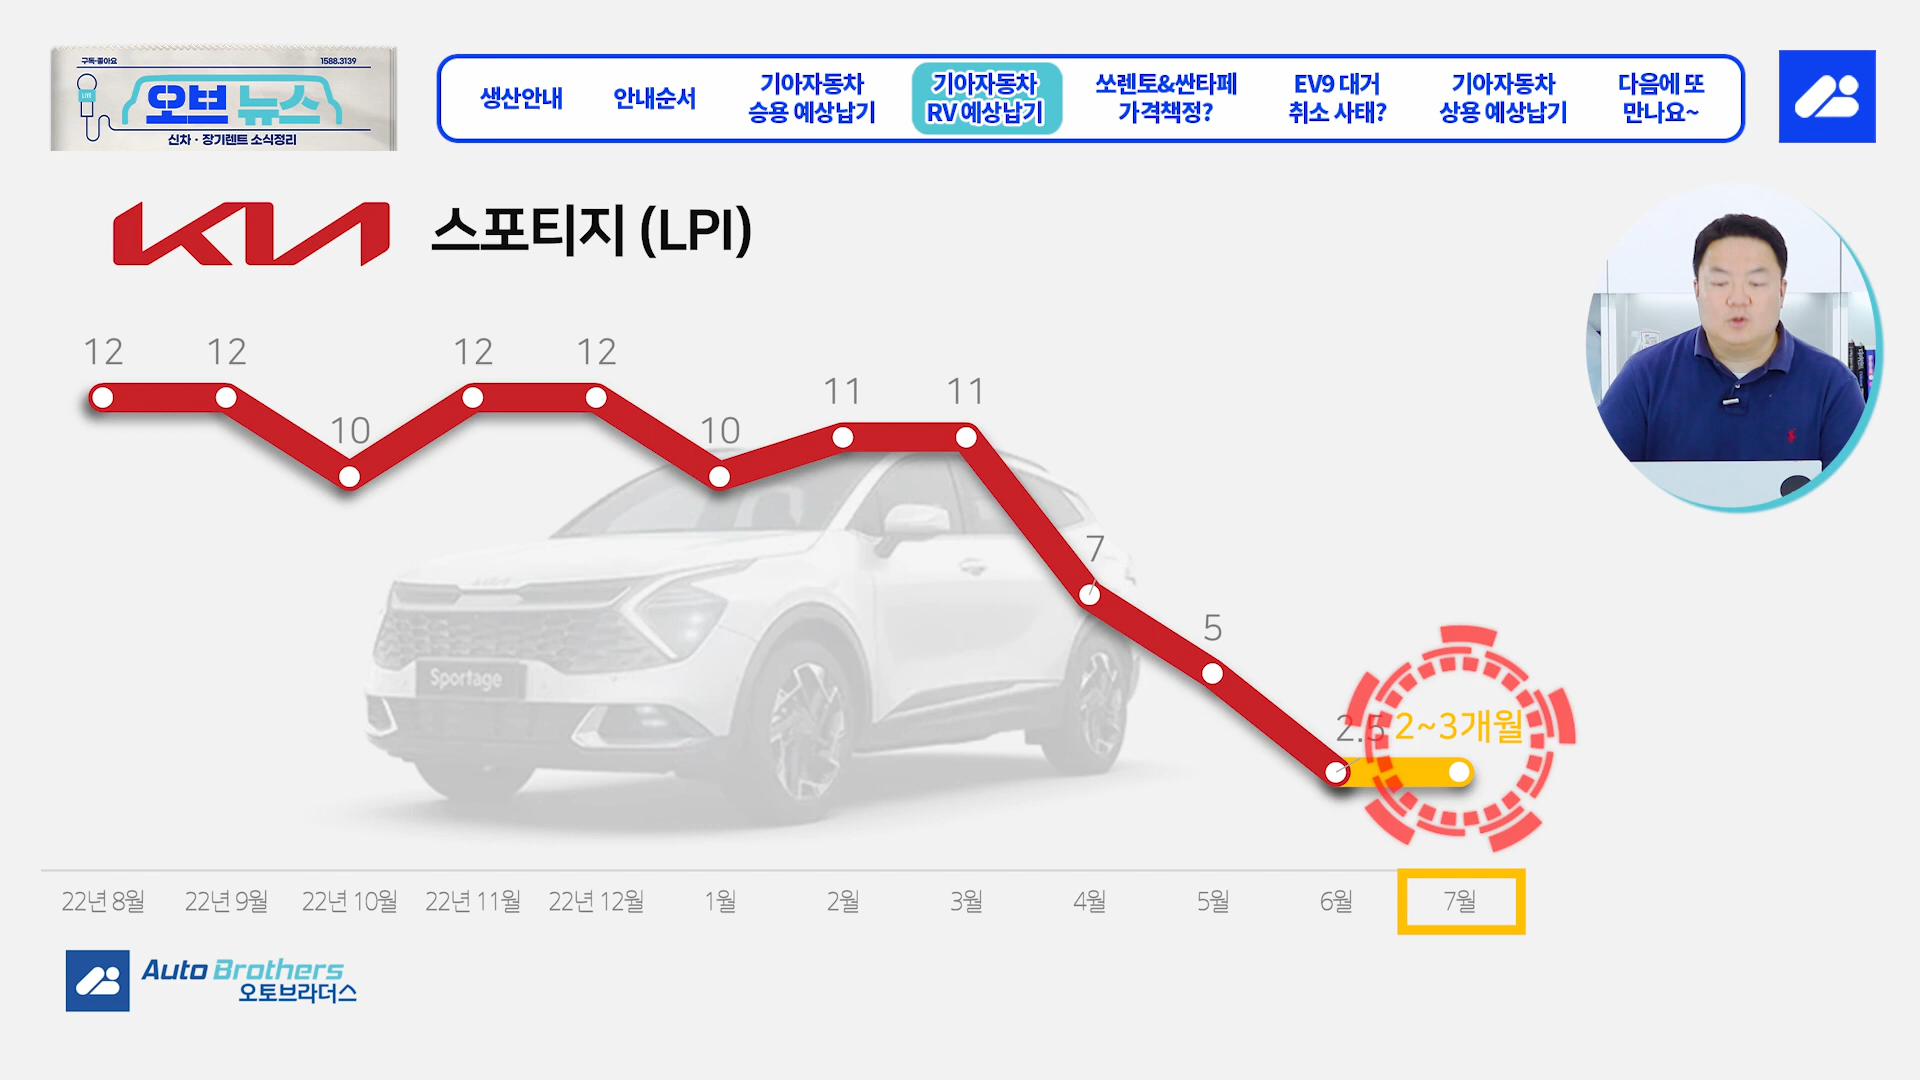 구독·좋아요
1588.3139
LIVE
오브 뉴스
신차 · 장기렌트 소식정리
생산안내
안내순서
기아자동차
승용 예상납기
기아자동차
RV 예상납기
쏘렌토&싼타페
가격책정?
EV9 대거
취소 사태?
기아자동차
상용 예상납기
다음에 또
만나요~
KIA 스포티지 (LPI)
12
12
10
12
12
10
11
11
7
5
2.5
2~3개월
Sportage
22년 8월
22년 9월
22년 10월
22년 11월
22년 12월
1월
2월
3월
4월
5월
6월
7월
Auto Brothers
오토브라더스